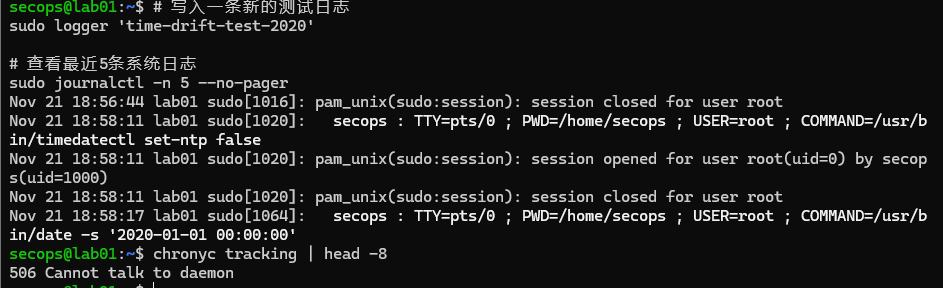 secops@lab01:~$ # 写入一条新的测试日志
sudo logger 'time-drift-test-2020'
# 查看最近5条系统日志
sudo journalctl -n 5 --no-pager
Nov 21 18:56:44 lab01 sudo[1016]: pam_unix(sudo:session): session closed for user root
Nov 21 18:58:11 lab01 sudo[1020]:   secops : TTY=pts/0 ; PWD=/home/secops ; USER=root ; COMMAND=/usr/b
in/timedatectl set-ntp false
Nov 21 18:58:11 lab01 sudo[1020]: pam_unix(sudo:session): session opened for user root(uid=0) by secop
s(uid=1000)
Nov 21 18:58:11 lab01 sudo[1020]: pam_unix(sudo:session): session closed for user root
Nov 21 18:58:17 lab01 sudo[1064]:   secops : TTY=pts/0 ; PWD=/home/secops ; USER=root ; COMMAND=/usr/b
in/date -s '2020-01-01 00:00:00'
secops@lab01:~$ chronyc tracking | head -8
506 Cannot talk to daemon